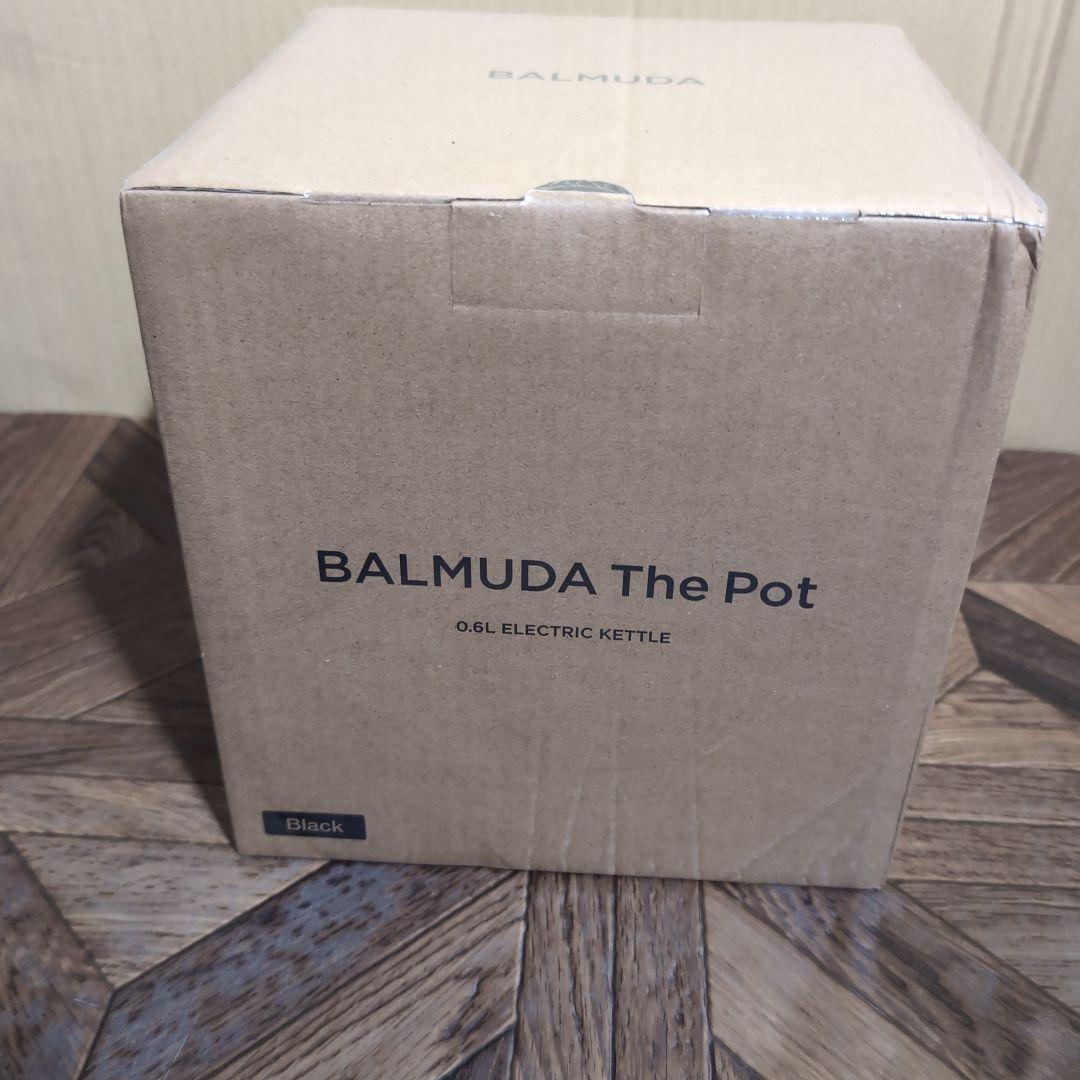 BALMUDA
BALMUDA The Pot
0.6L ELECTRIC KETTLE
Black